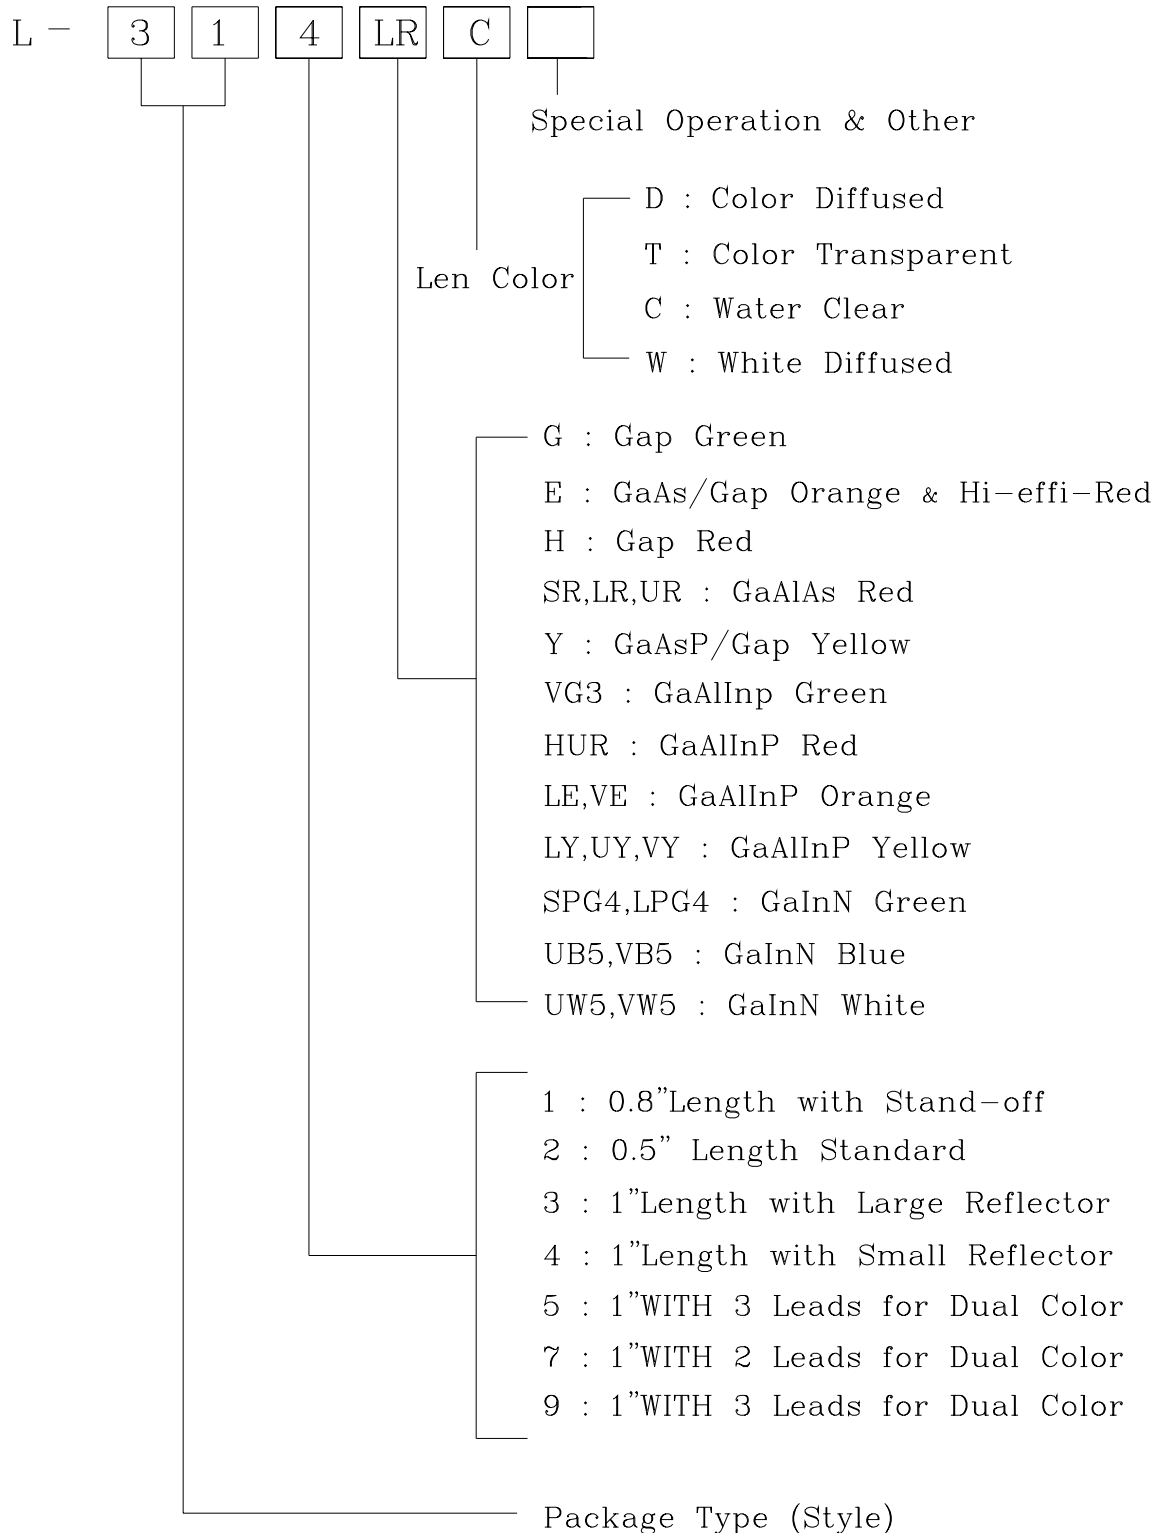 L - 3 1 4 LR C
Special Operation & Other
D : Color Diffused
T : Color Transparent
Len Color
C : Water Clear
W : White Diffused
G : Gap Green
E : GaAs/Gap Orange & Hi-effi-Red
H : Gap Red
SR,LR,UR : GaAlAs Red
Y : GaAsP/Gap Yellow
VG3 : GaAlInp Green
HUR : GaAlInP Red
LE,VE : GaAlInP Orange
LY,UY,VY : GaAlInP Yellow
SPG4,LPG4 : GaInN Green
UB5,VB5 : GaInN Blue
UW5,VW5 : GaInN White
1 : 0.8"Length with Stand-off
2 : 0.5" Length Standard
3 : 1"Length with Large Reflector
4 : 1"Length with Small Reflector
5 : 1"WITH 3 Leads for Dual Color
7 : 1"WITH 2 Leads for Dual Color
9 : 1"WITH 3 Leads for Dual Color
Package Type (Style)